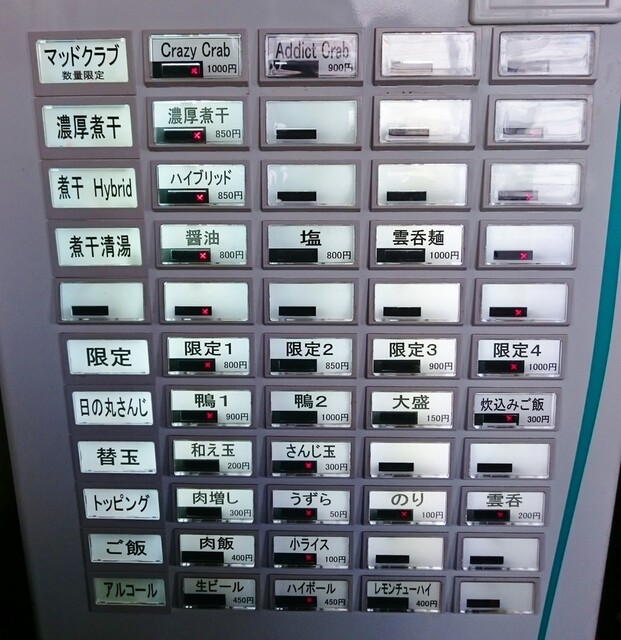 マッドクラブ
数量限定
Crazy Crab
1000円
Addict Crab
900円
濃厚煮干
濃厚煮干
850円
煮干 Hybrid
ハイブリッド
850円
煮干清湯
醤油
800円
塩
800円
雲呑麺
1000円
限定
限定1
800円
限定2
850円
限定3
900円
限定4
1000円
日の丸さんじ
鴨1
900円
鴨2
1000円
大盛
150円
炊込みご飯
300円
替玉
和え玉
200円
さんじ玉
300円
トッピング
肉増し
300円
うずら
50円
のり
100円
雲呑
200円
ご飯
肉飯
400円
小ライス
100円
アルコール
生ビール
450円
ハイボール
450円
レモンチューハイ
400円